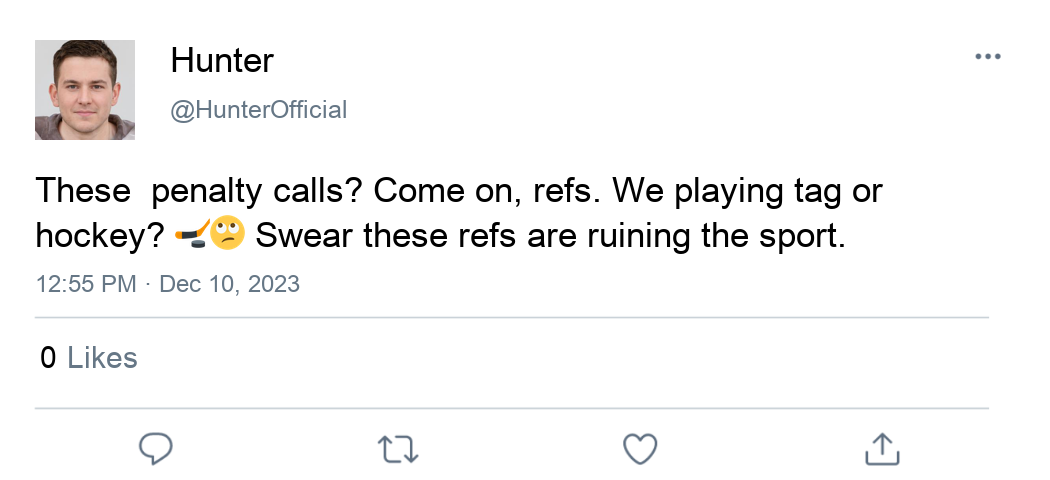 Hunter
@HunterOfficial
These  penalty calls? Come on, refs. We playing tag or
hockey? 🏒🙄 Swear these refs are ruining the sport.
12:55 PM · Dec 10, 2023
0 Likes